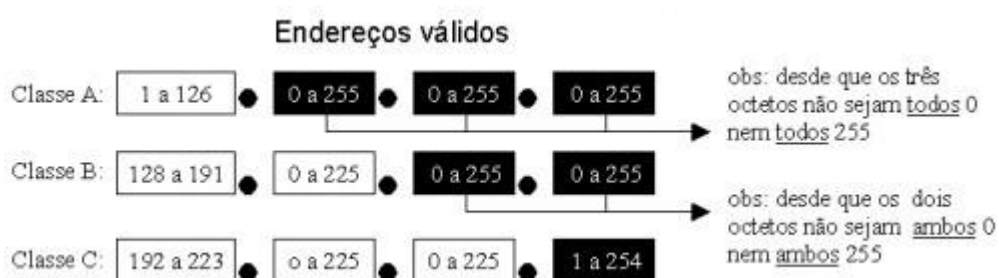 Endereços válidos
Classe A: 1 a 126 0 a 255 0 a 255 0 a 255
obs: desde que os três
octetos não sejam todos 0
nem todos 255
Classe B: 128 a 191 0 a 225 0 a 255 0 a 255
obs: desde que os dois
octetos não sejam ambos 0
nem ambos 255
Classe C: 192 a 223 o a 225 0 a 225 1 a 254